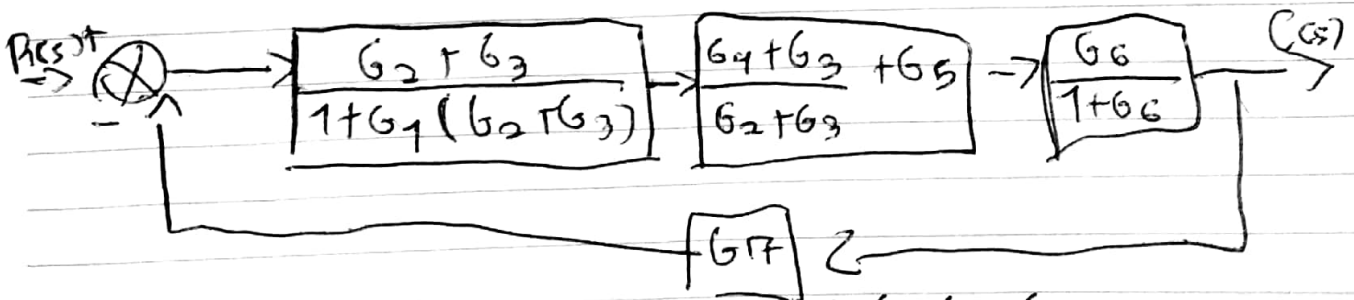 R(s) + G2 + G3 G4+G3 +G5 G6 C(s)
- 1+G1(G2+G3) G2+G3 1+G6
G7